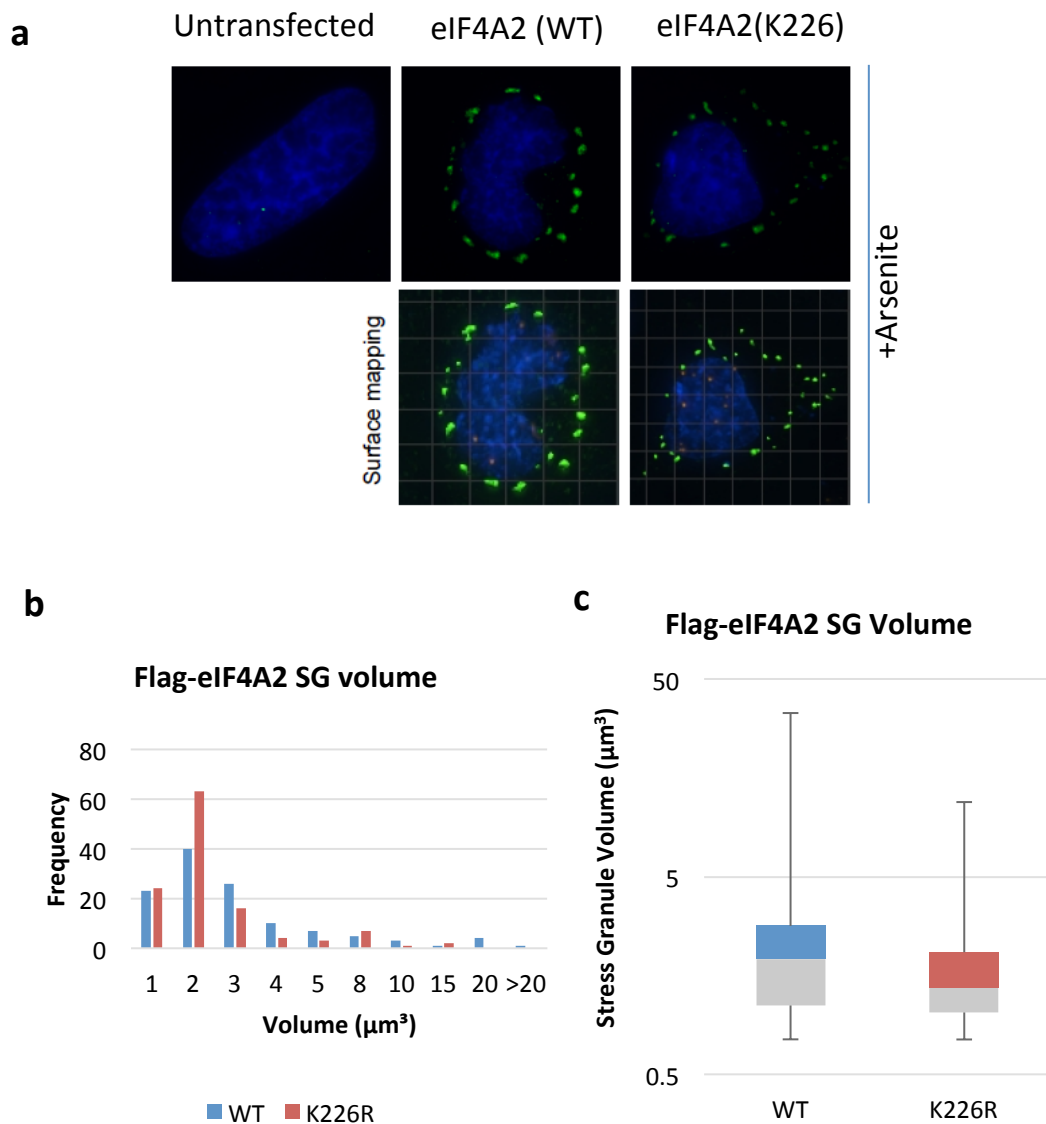 a
Untransfected
eIF4A2 (WT)
eIF4A2(K226)
+Arsenite
Surface mapping
b
Flag-eIF4A2 SG volume
80
60
40
20
0
Frequency
1 2 3 4 5 8 10 15 20 >20
Volume (µm³)
WT K226R
c
Flag-eIF4A2 SG Volume
50
5
0.5
Stress Granule Volume (µm³)
WT K226R